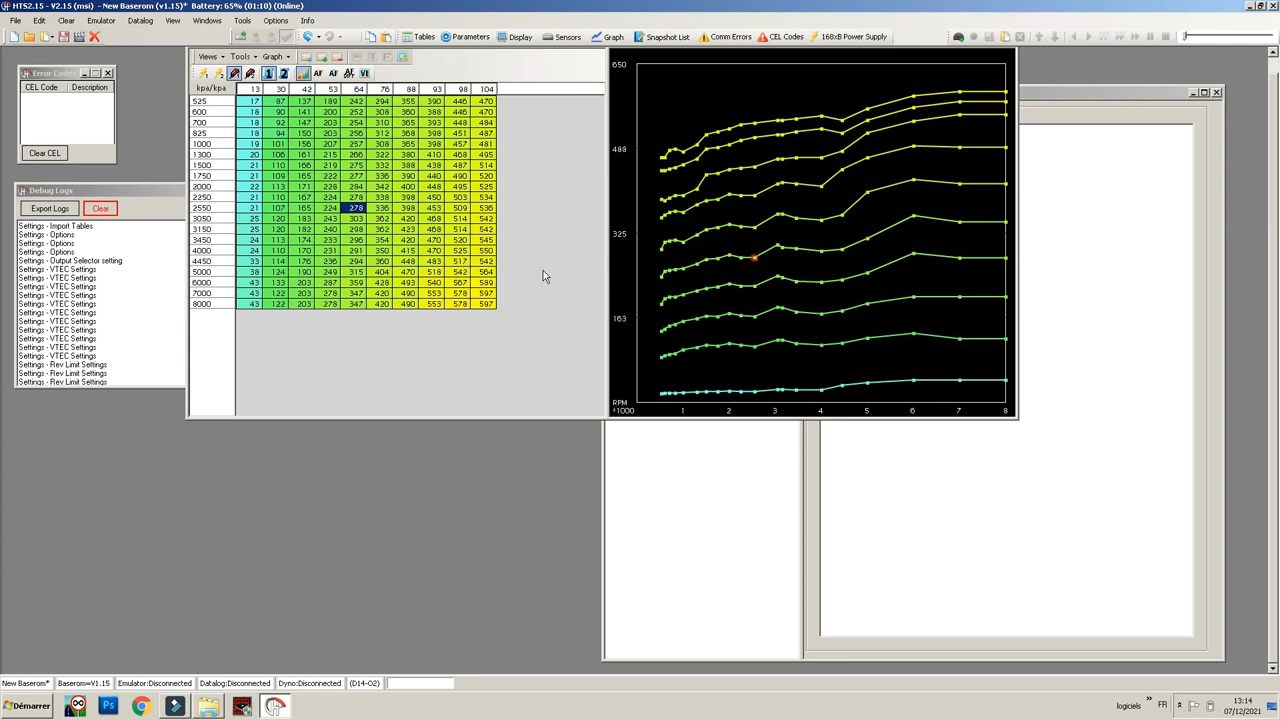 HTS2.15 - V2.15 (msi) - New Baserom (v1.15)* Battery: 65% (01:10) (Online)
File Edit Clear Emulator Datalog View Windows Tools Options Info
Tables Parameters Display Sensors Graph Snapshot List Comm Errors CEL Codes 168xB Power Supply
Views Tools Graph
Error Codes
CEL Code Description
Clear CEL
Debug Logs
Export Logs Clear
Settings - Import Tables
Settings - Options
Settings - Options
Settings - Options
Settings - Output Selector setting
Settings - VTEC Settings
Settings - VTEC Settings
Settings - VTEC Settings
Settings - VTEC Settings
Settings - VTEC Settings
Settings - VTEC Settings
Settings - VTEC Settings
Settings - VTEC Settings
Settings - VTEC Settings
Settings - VTEC Settings
Settings - VTEC Settings
Settings - Rev Limit Settings
Settings - Rev Limit Settings
Settings - Rev Limit Settings
1 2 AF AF AF VE
kpa/kpa 13 30 42 53 64 76 88 93 98 104
525 17 87 137 189 242 294 355 390 446 470
600 18 90 141 200 252 308 360 388 444 478
700 18 92 147 203 254 310 365 393 448 484
825 18 94 150 203 256 312 368 398 451 487
1000 19 101 156 207 257 308 365 398 457 481
1300 20 106 161 215 266 322 380 410 468 495
1500 21 110 166 219 275 332 388 438 487 514
1750 21 109 165 222 277 336 390 440 490 520
2000 22 113 171 228 284 342 400 448 495 525
2250 21 110 167 224 278 338 398 450 503 534
2550 21 107 165 224 278 336 398 453 509 536
3050 25 120 183 243 303 362 420 468 514 542
3150 25 120 182 240 298 362 423 468 514 542
3450 24 113 174 233 296 354 420 470 520 545
4000 24 110 170 231 291 350 415 470 525 550
4450 33 114 176 236 294 360 448 483 517 542
5000 38 124 190 249 315 404 470 518 542 564
6000 43 133 203 287 359 428 493 540 567 589
7000 43 122 203 278 347 420 490 553 578 597
8000 43 122 203 278 347 420 490 553 578 597
650
488
325
163
RPM
*1000 1 2 3 4 5 6 7 8
New Baserom* Baserom=V1.15 Emulator:Disconnected Datalog:Disconnected Dyno:Disconnected (D14-O2)
Démarrer Ps logiciels FR 13:14
07/12/2021